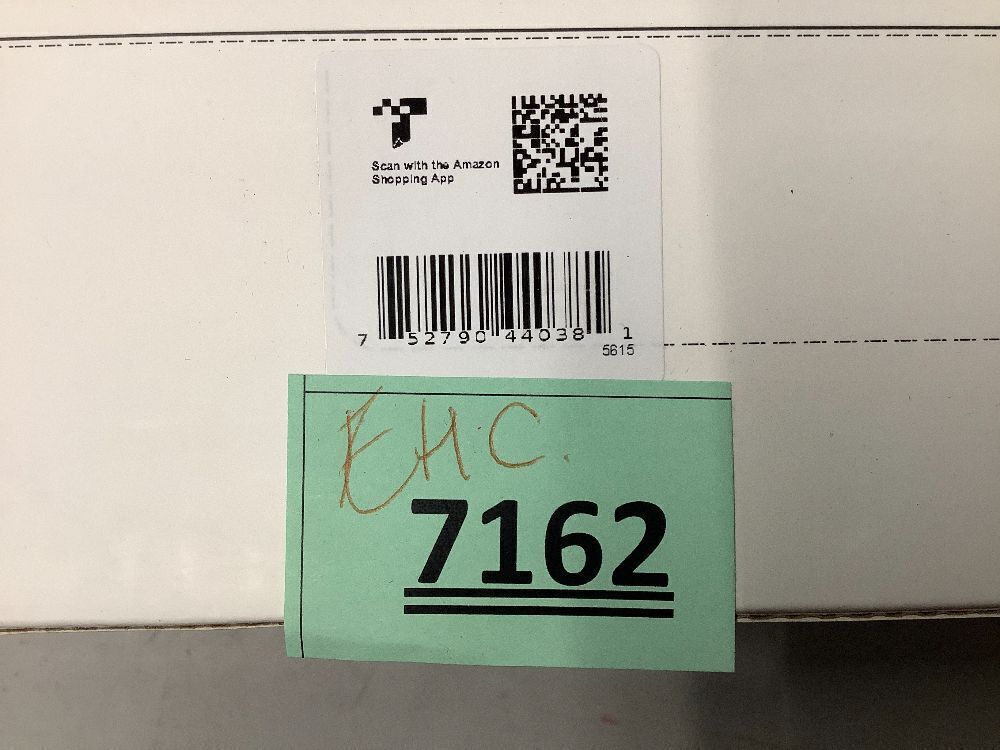 Scan with the Amazon
Shopping App
7 52790 44038 1
5615
EHC.
7162